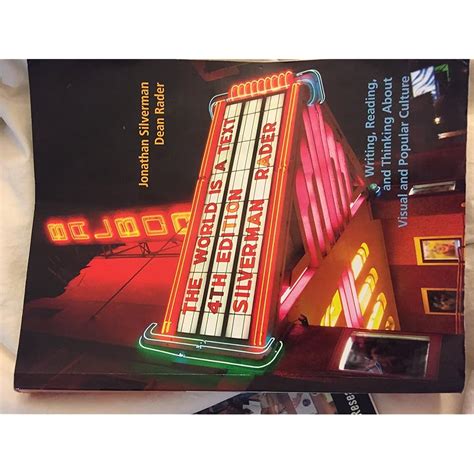 Jonathan Silverman
Dean Rader
BALBOA
THE WORLD IS A TEXT
4TH EDITION
SILVERMAN RADER
Writing, Reading,
and Thinking About
Visual and Popular Culture